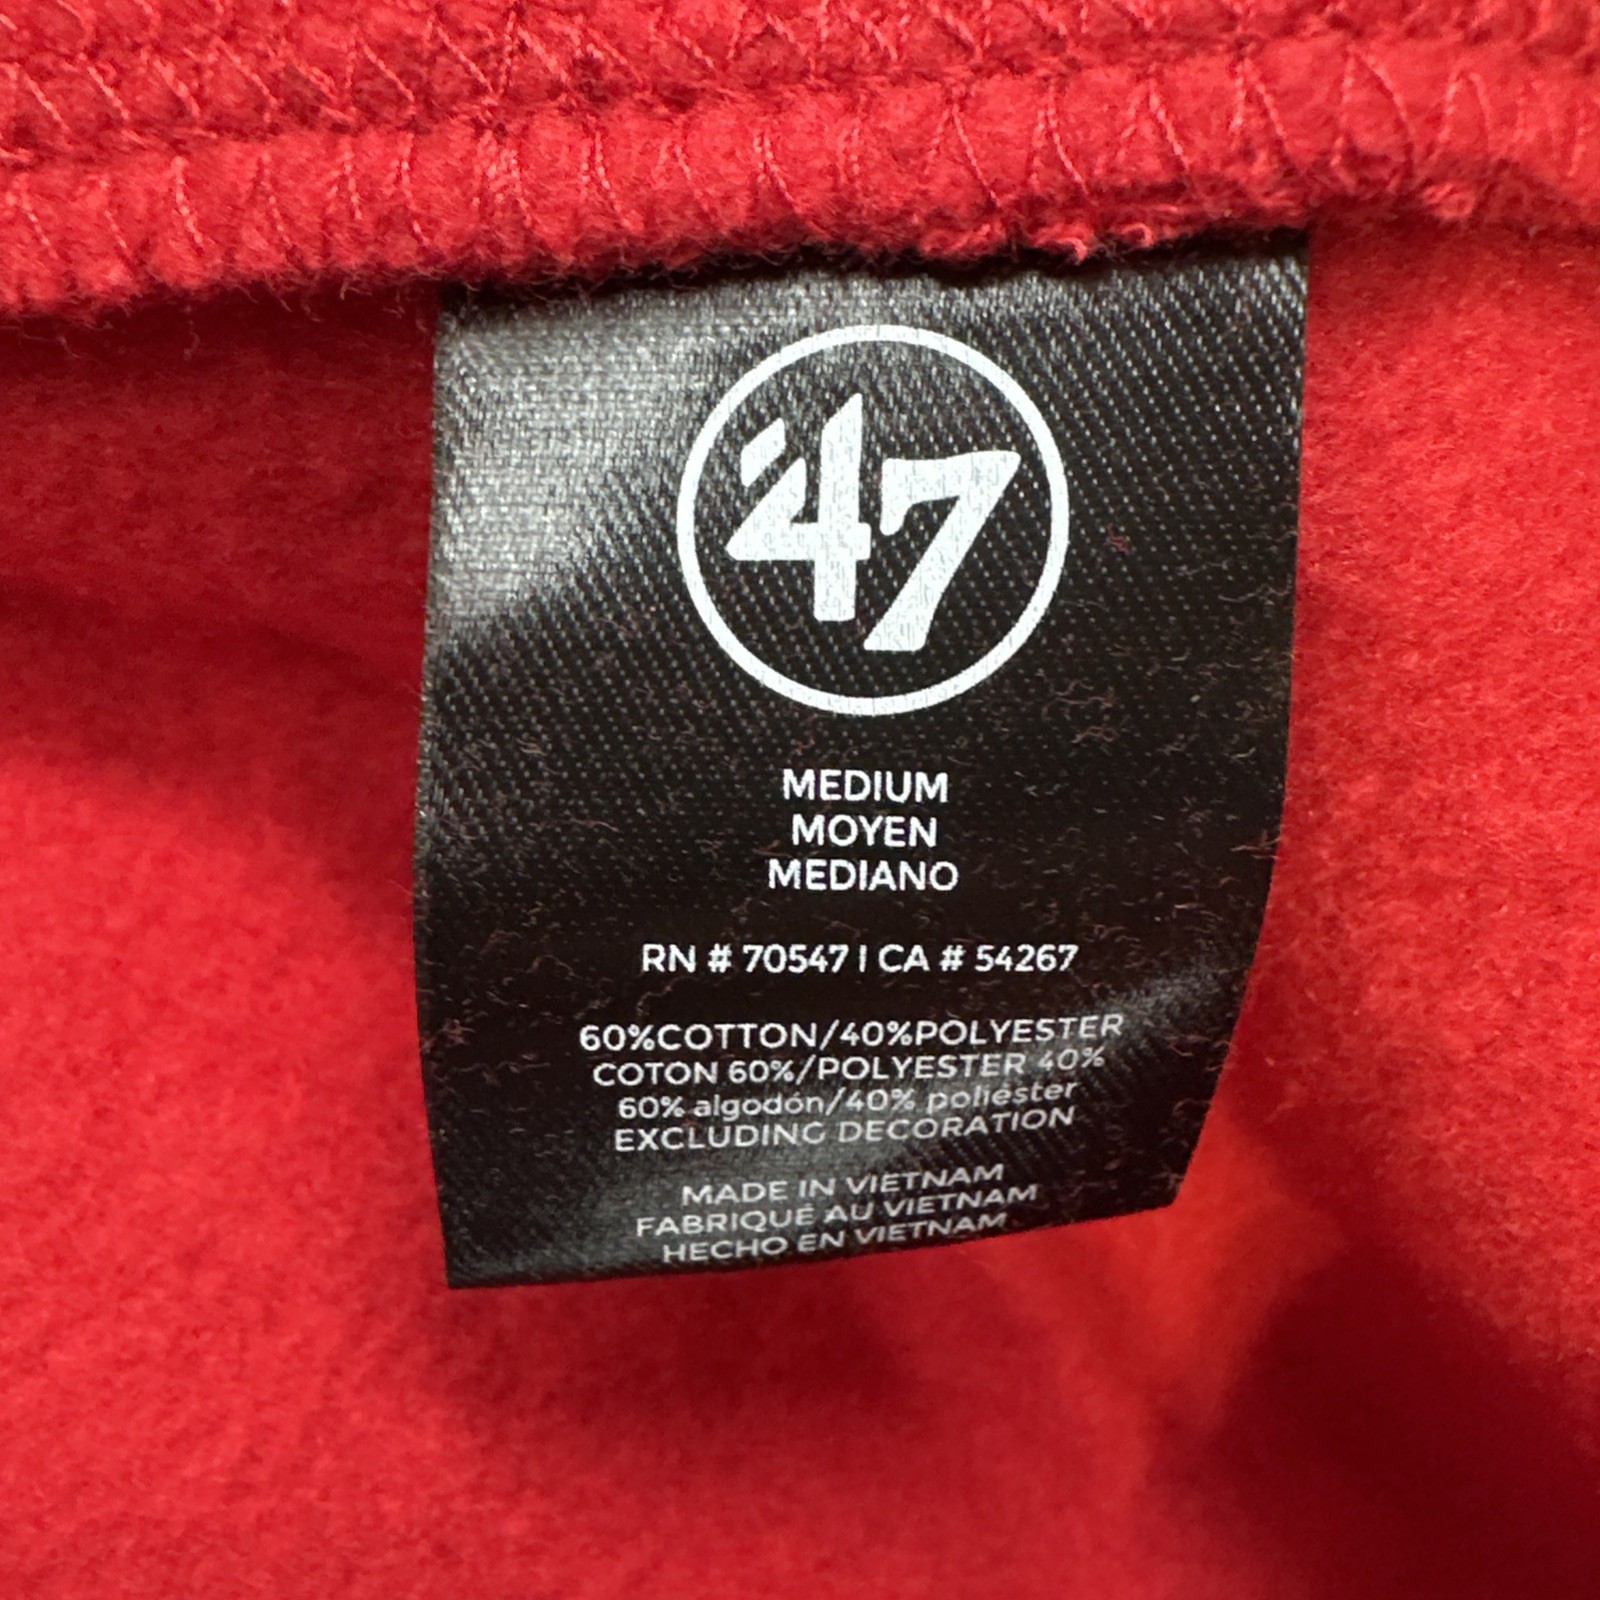 '47
MEDIUM
MOYEN
MEDIANO
RN # 70547 | CA # 54267
60%COTTON/40%POLYESTER
COTON 60%/POLYESTER 40%
60% algodón/40% poliéster
EXCLUDING DECORATION
MADE IN VIETNAM
FABRIQUÉ AU VIETNAM
HECHO EN VIETNAM